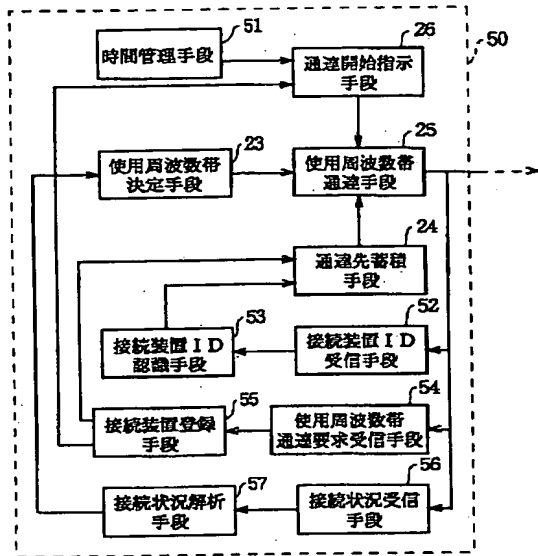 51
時間管理手段
26
通達開始指示
手段
50
23
使用周波数帯
決定手段
25
使用周波数帯
通達手段
24
通達先蓄積
手段
53
接続装置ID
認識手段
52
接続装置ID
受信手段
55
接続装置登録
手段
54
使用周波数帯
通達要求受信手段
57
接続状況解析
手段
56
接続状況受信
手段